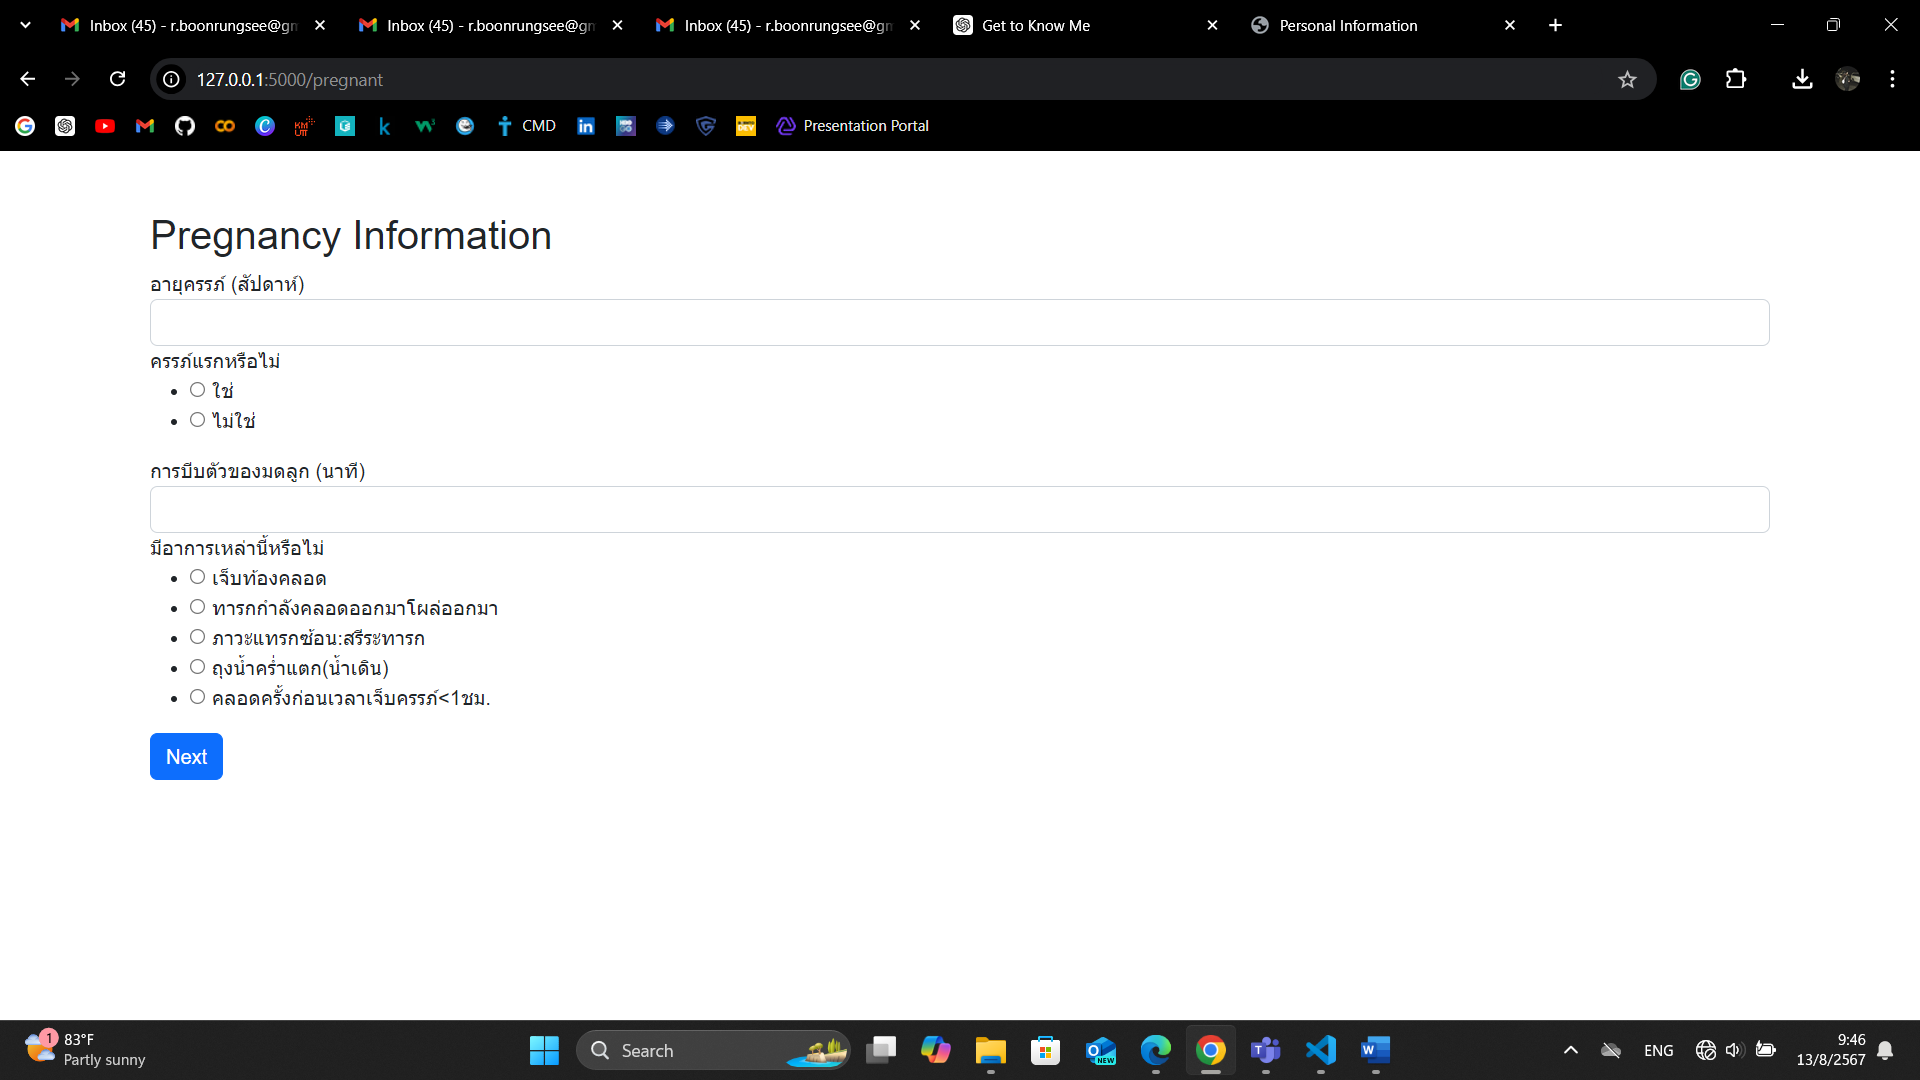 Inbox (45) - r.boonrungsee@gm
Inbox (45) - r.boonrungsee@gm
Inbox (45) - r.boonrungsee@gm
Get to Know Me
Personal Information
127.0.0.1:5000/pregnant
CMD
Presentation Portal
Pregnancy Information
อายุครรภ์ (สัปดาห์)
ครรภ์แรกหรือไม่
ใช่
ไม่ใช่
การบีบตัวของมดลูก (นาที)
มีอาการเหล่านี้หรือไม่
เจ็บท้องคลอด
ทารกกำลังคลอดออกมาโผล่ออกมา
ภาวะแทรกซ้อน:สรีระทารก
ถุงน้ำคร่ำแตก(น้ำเดิน)
คลอดครั้งก่อนเวลาเจ็บครรภ์<1ชม.
Next
1
83°F
Partly sunny
Search
NEW
ENG
9:46
13/8/2567